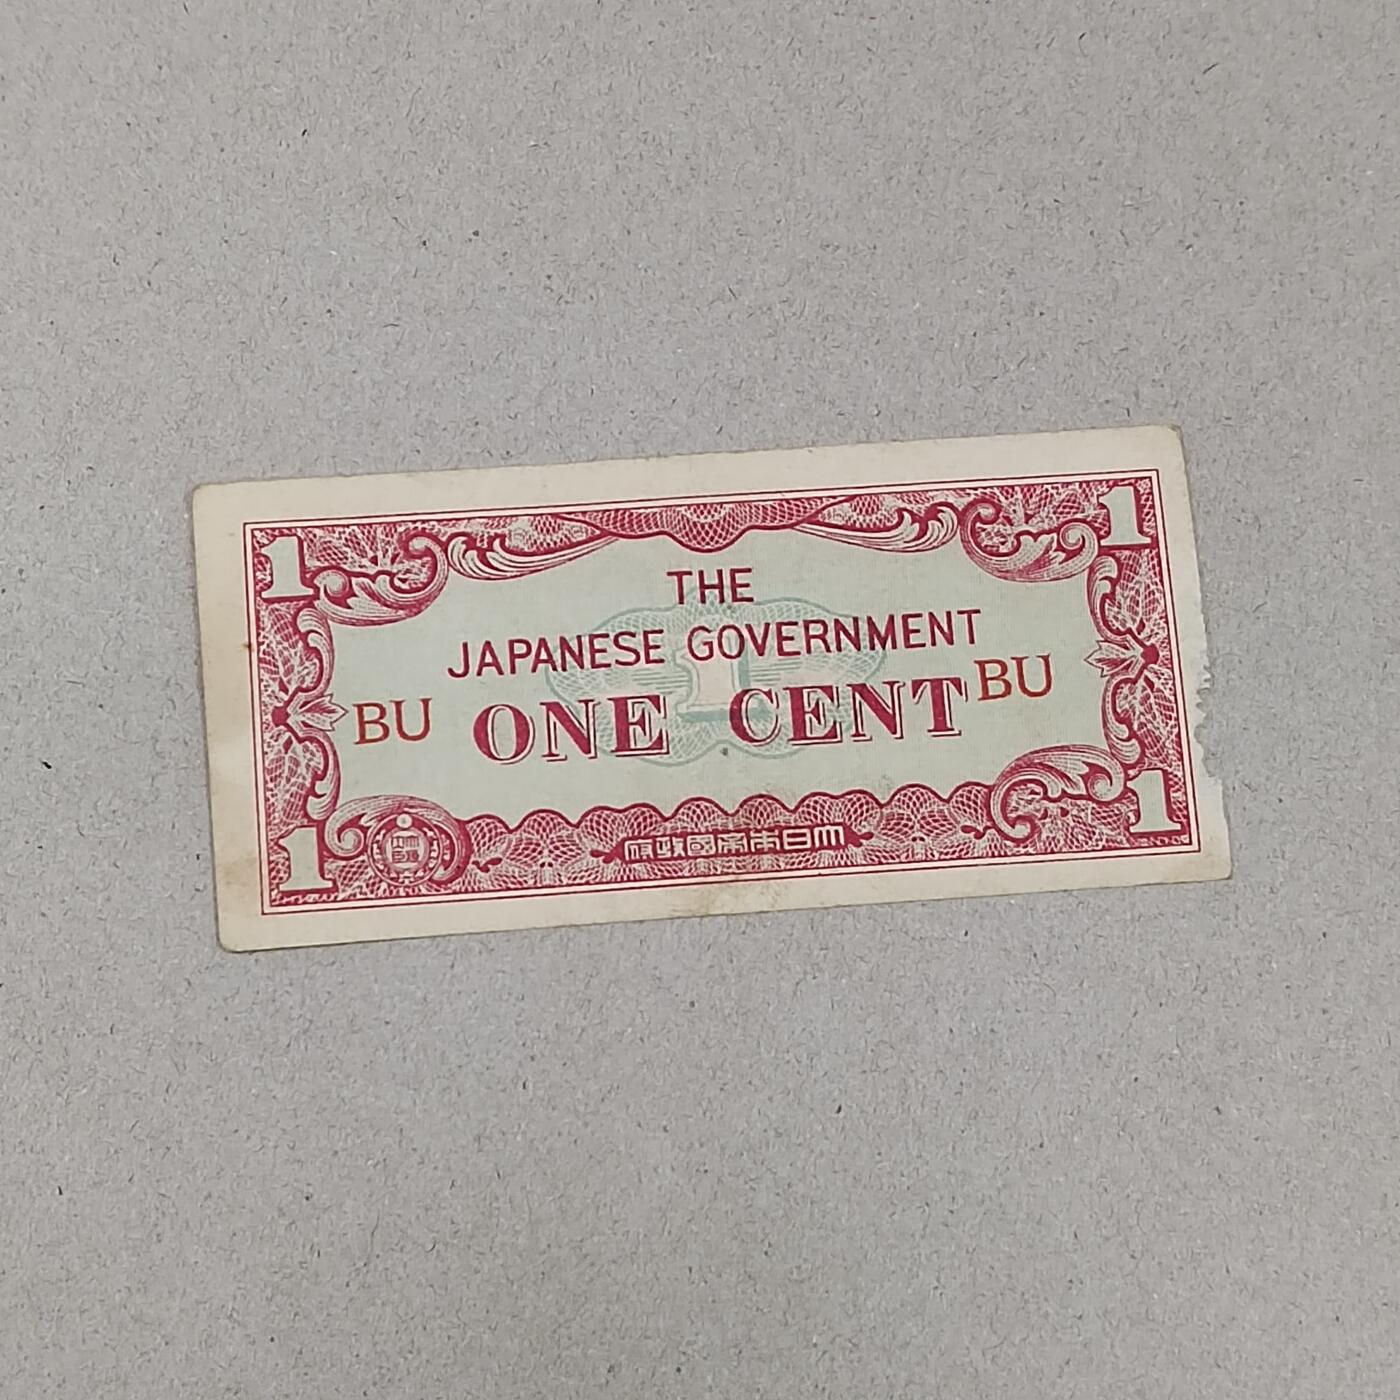 1 1
THE
JAPANESE GOVERNMENT
BU ONE CENT BU
1 1
府政國帝本日大